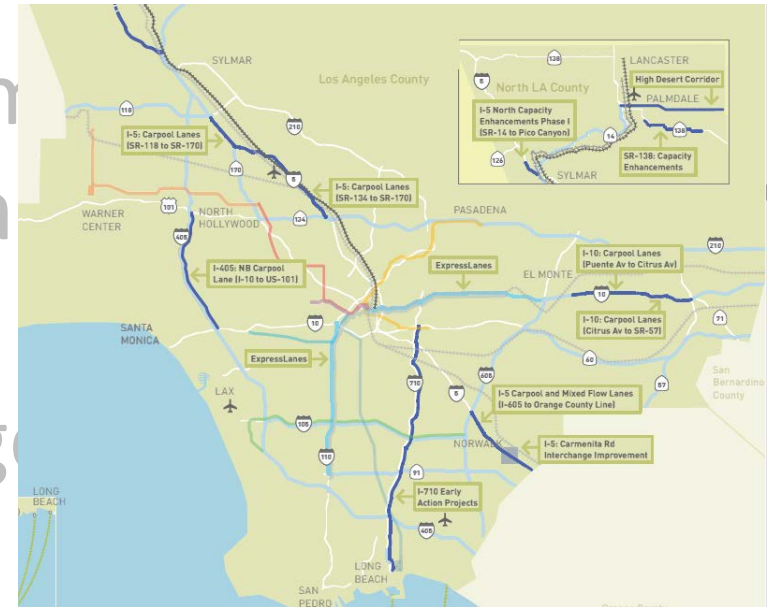 SYLMAR
Los Angeles County
118
I-5: Carpool Lanes
(SR-118 to SR-170)
210
170
5
I-5: Carpool Lanes
(SR-134 to SR-170)
138
5
North LA County
LANCASTER
High Desert Corridor
PALMDALE
I-5 North Capacity
Enhancements Phase I
(SR-14 to Pico Canyon)
14
138
126
SR-138: Capacity
Enhancements
SYLMAR
WARNER
CENTER
101
NORTH
HOLLYWOOD
134
PASADENA
405
210
I-405: NB Carpool
Lane (I-10 to US-101)
ExpressLanes
EL MONTE
I-10: Carpool Lanes
(Puente Av to Citrus Av)
10
I-10: Carpool Lanes
(Citrus Av to SR-57)
71
SANTA
MONICA
10
ExpressLanes
60
57
San
Bernardino
County
LAX
710
5
605
I-5 Carpool and Mixed Flow Lanes
(I-605 to Orange County Line)
105
NORWALK
I-5: Carmenita Rd
Interchange Improvement
110
91
I-710 Early
Action Projects
405
LONG
BEACH
LONG
BEACH
SAN
PEDRO